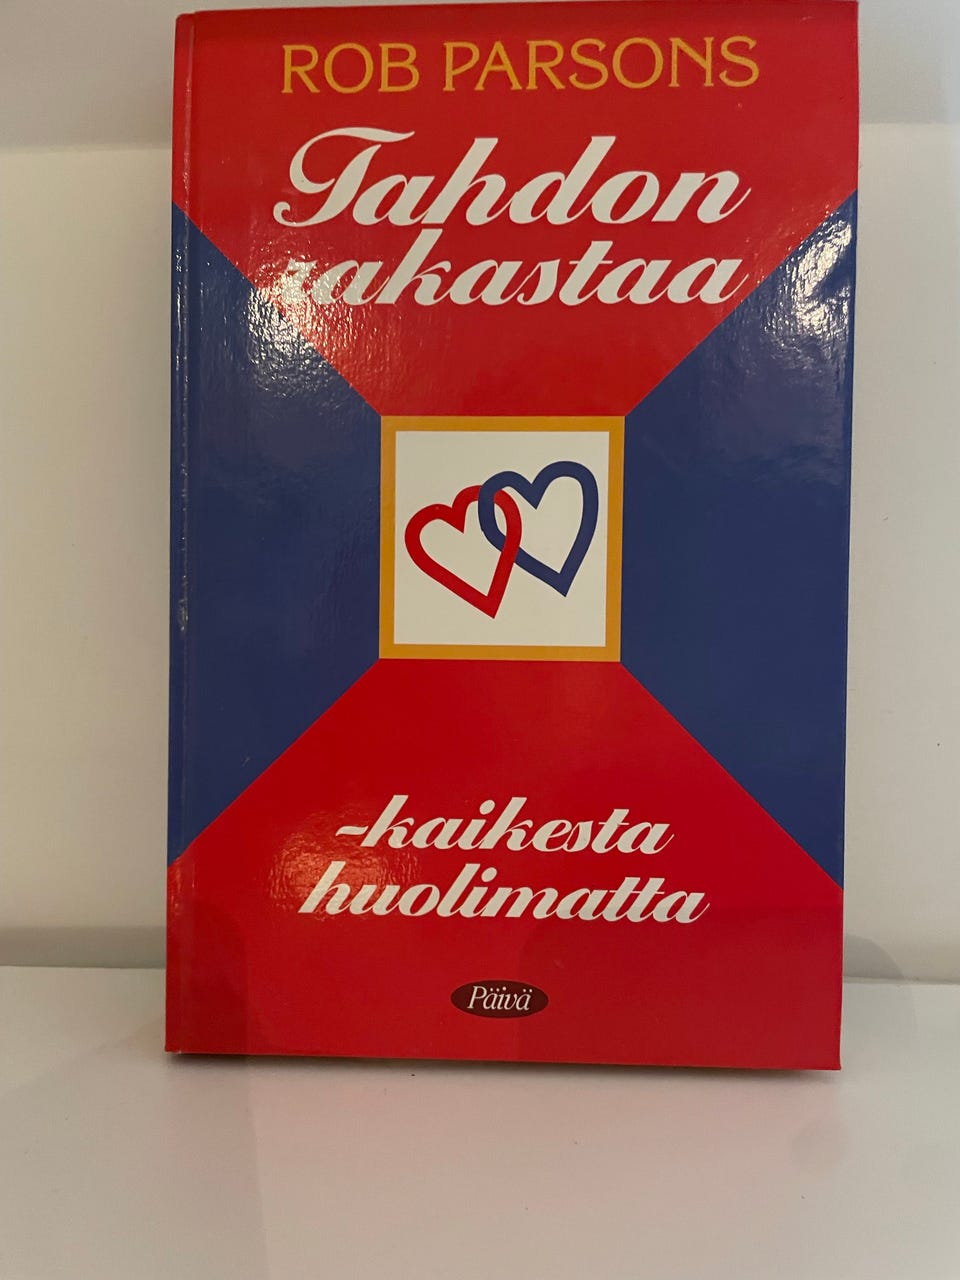 ROB PARSONS
Tahdon
rakastaa
-kaikesta
huolimatta
Päivä